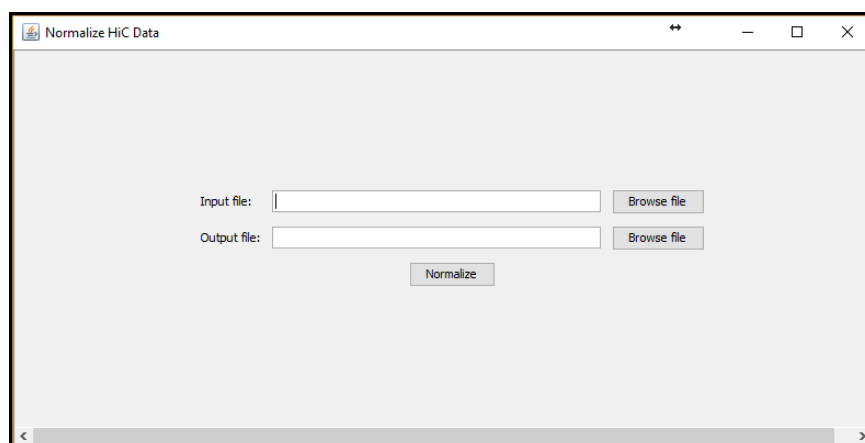 Normalize HiC Data
Input file: Browse file
Output file: Browse file
Normalize